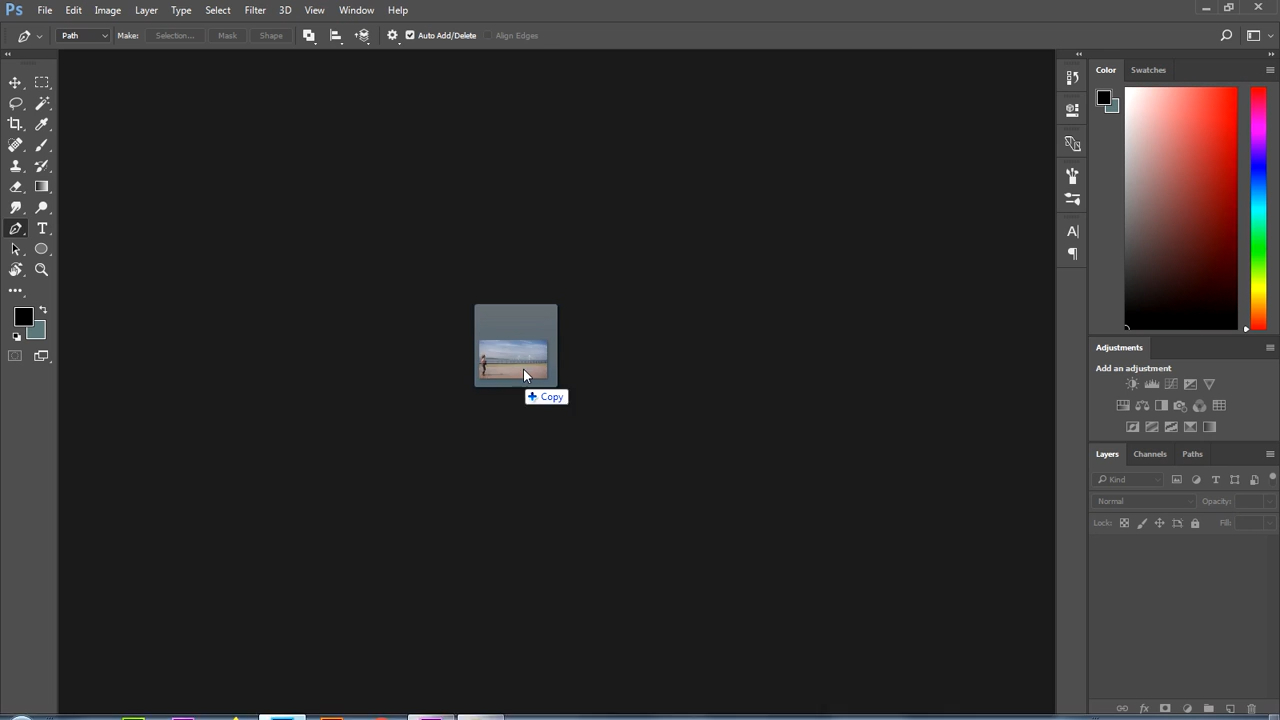 Ps File Edit Image Layer Type Select Filter 3D View Window Help
Path Make: Selection... Mask Shape Auto Add/Delete Align Edges
Color Swatches
T
Copy
A
Adjustments
Add an adjustment
Layers Channels Paths
Kind T
Normal Opacity:
Lock: Fill:
fx